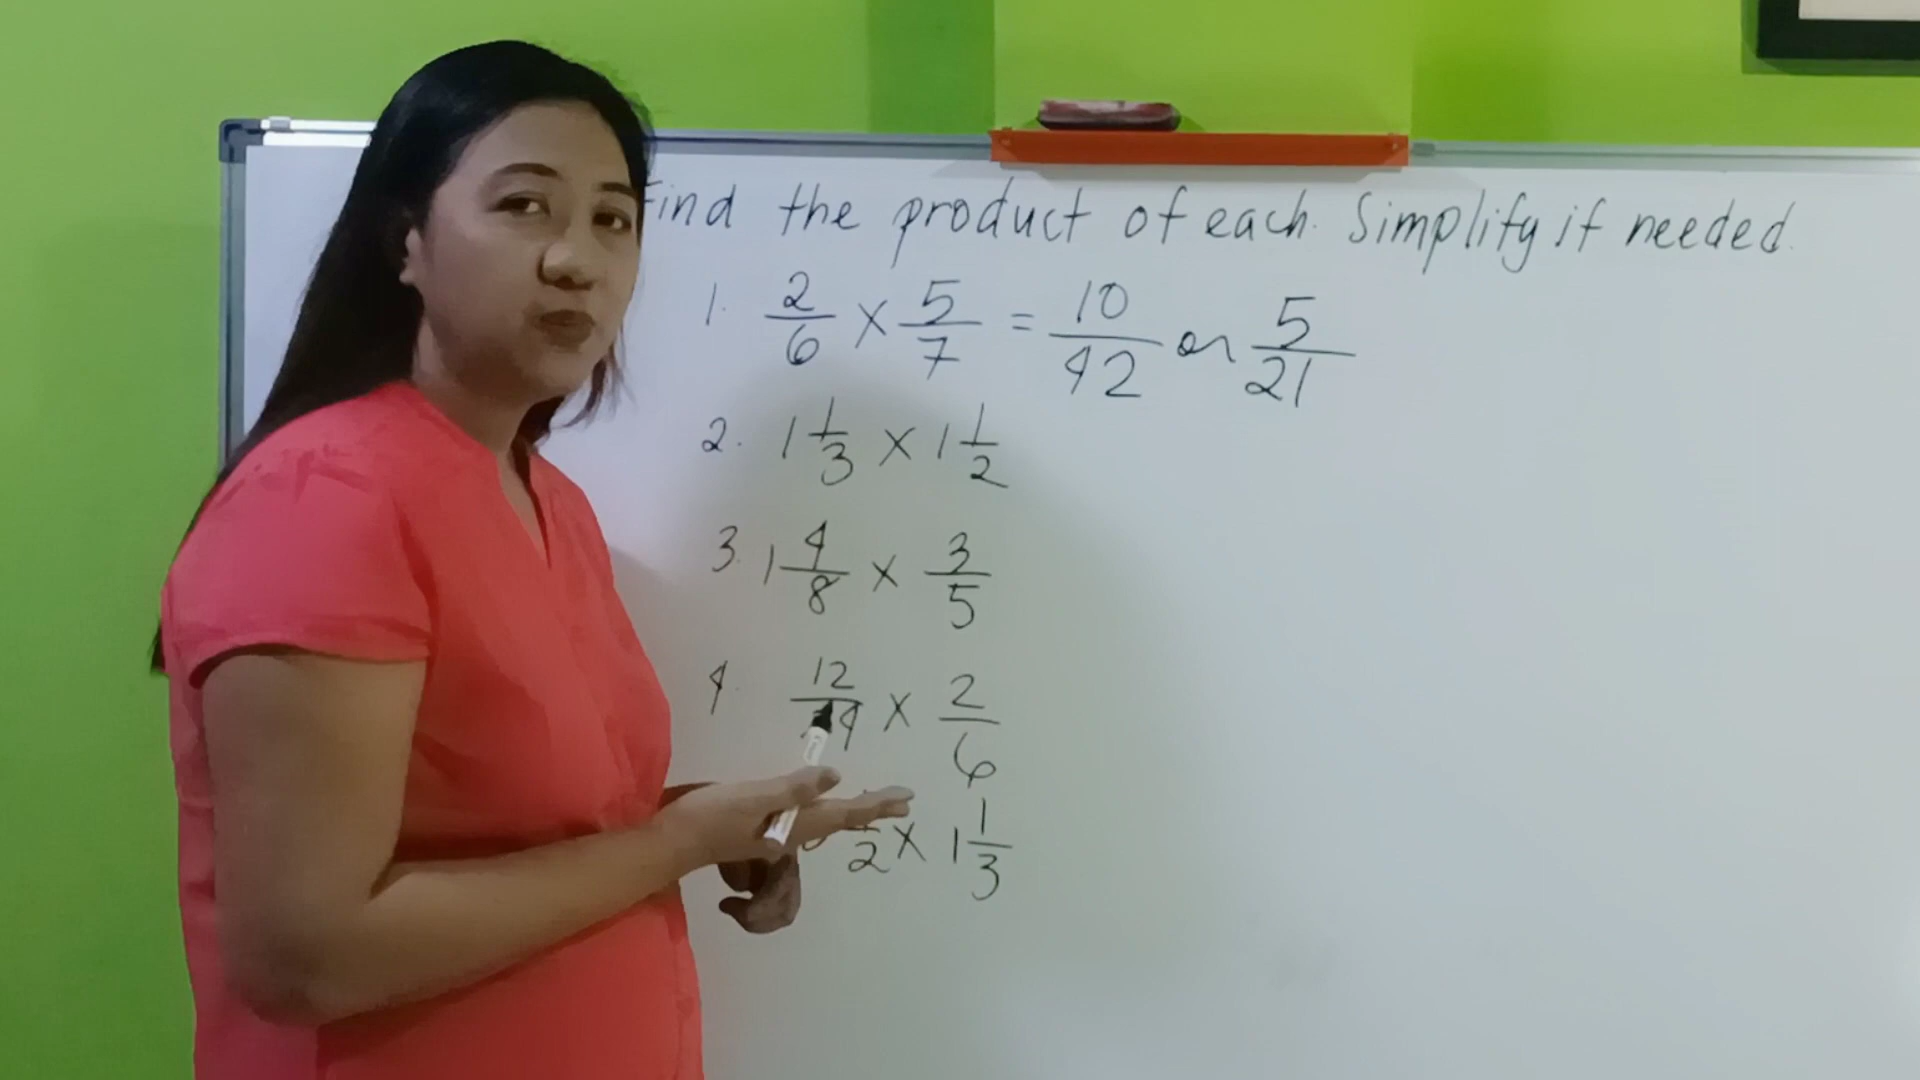 Find the product of each. Simplify if needed.
1. 2/6 × 5/7 = 10/42 or 5/21
2. 1 1/3 × 1 1/2
3. 1 4/8 × 3/5
4. 12/ × 2/6
/2 × 1 1/3